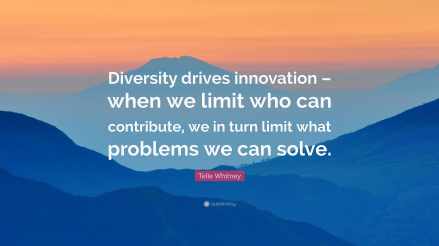 Diversity drives innovation –
when we limit who can
contribute, we in turn limit what
problems we can solve.
Telle Whitney
quotefancy